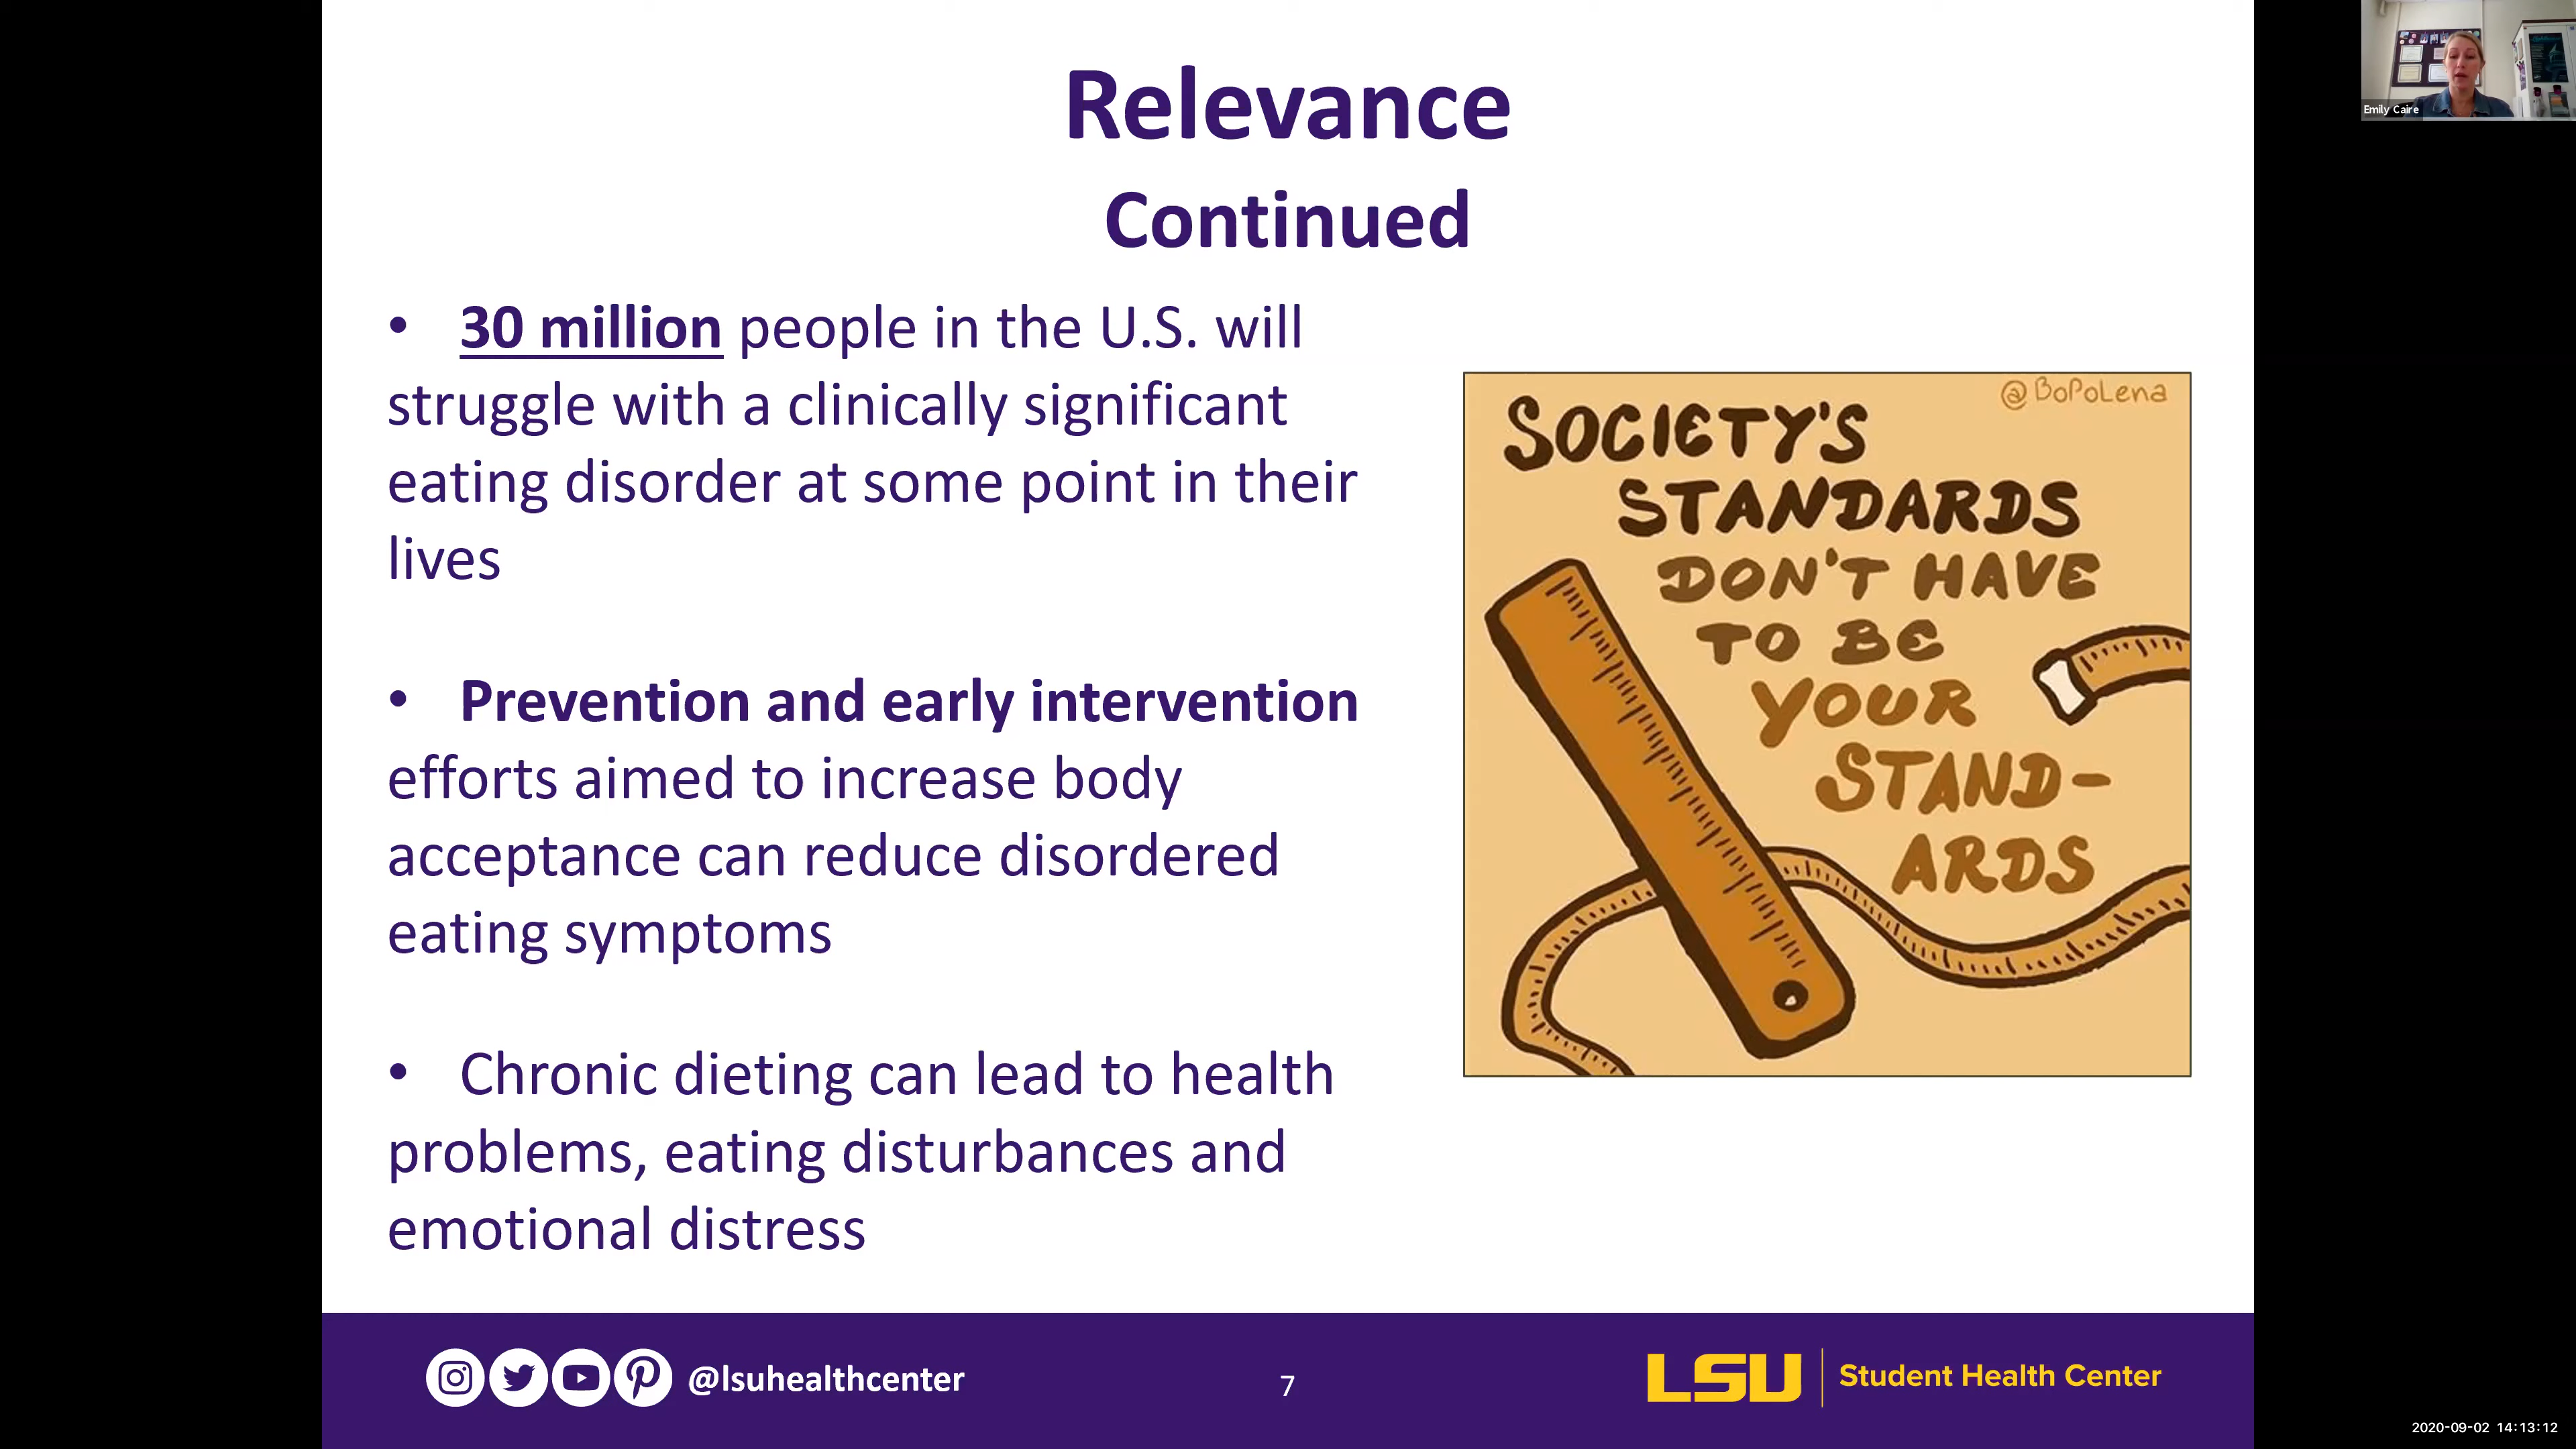 Relevance
Continued
• 30 million people in the U.S. will
struggle with a clinically significant
eating disorder at some point in their
lives
• Prevention and early intervention
efforts aimed to increase body
acceptance can reduce disordered
eating symptoms
• Chronic dieting can lead to health
problems, eating disturbances and
emotional distress
@BoPoLena
SOCIETY'S
STANDARDS
DON'T HAVE
TO BE
YOUR
STAND-
ARDS
Emily Caire
@lsuhealthcenter
7
LSU Student Health Center
2020-09-02 14:13:12